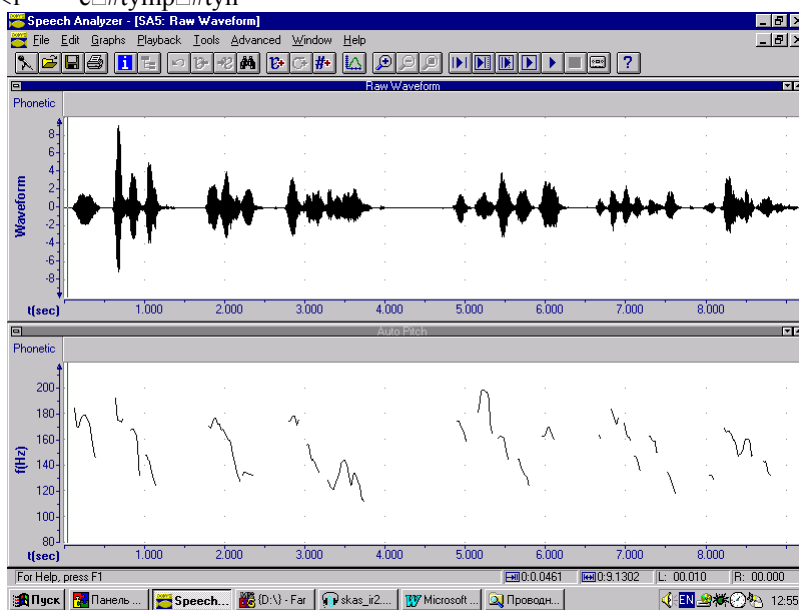 Speech Analyzer - [SA5: Raw Waveform]
File Edit Graphs Playback Tools Advanced Window Help
Raw Waveform
Phonetic
8
6
4
2
0
-2
-4
-6
-8
Waveform
t(sec) 1.000 2.000 3.000 4.000 5.000 6.000 7.000 8.000
Auto Pitch
Phonetic
200
180
160
140
120
100
80
f(Hz)
t(sec) 1.000 2.000 3.000 4.000 5.000 6.000 7.000 8.000
For Help, press F1 0:0.0461 0:9.1302 L: 00.010 R: 00.000
Пуск Панель ... Speech... {D:\} - Far skas_ir2.... Microsoft ... Проводн... EN 12:55